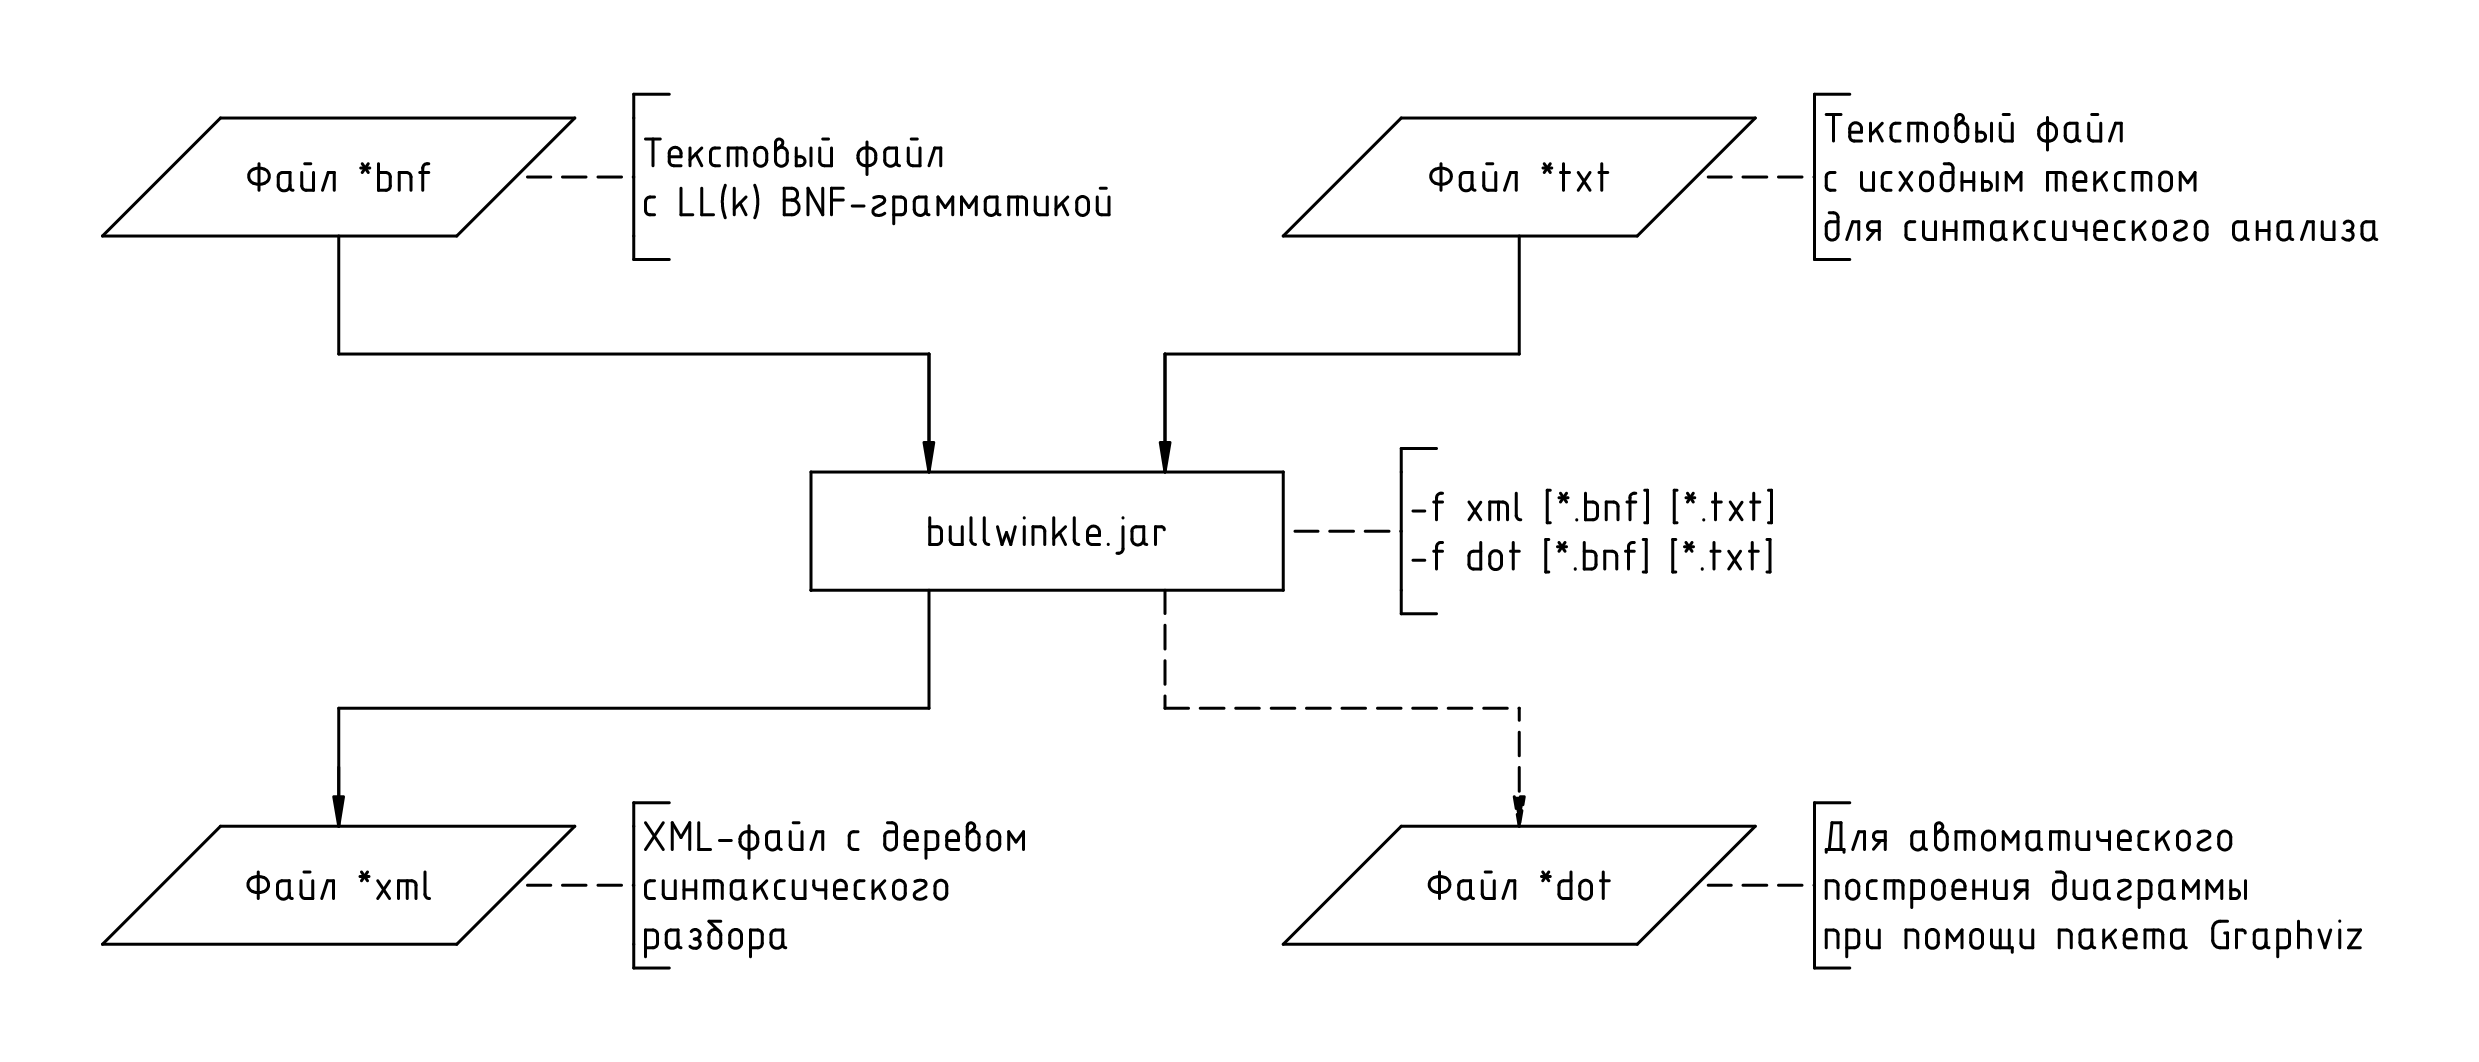 Файл *bnf
Текстовый файл
с LL(k) BNF-грамматикой
Файл *txt
Текстовый файл
с исходным текстом
для синтаксического анализа
bullwinkle.jar
-f xml [*.bnf] [*.txt]
-f dot [*.bnf] [*.txt]
Файл *xml
XML-файл с деревом
синтаксического
разбора
Файл *dot
Для автоматического
построения диаграммы
при помощи пакета Graphviz